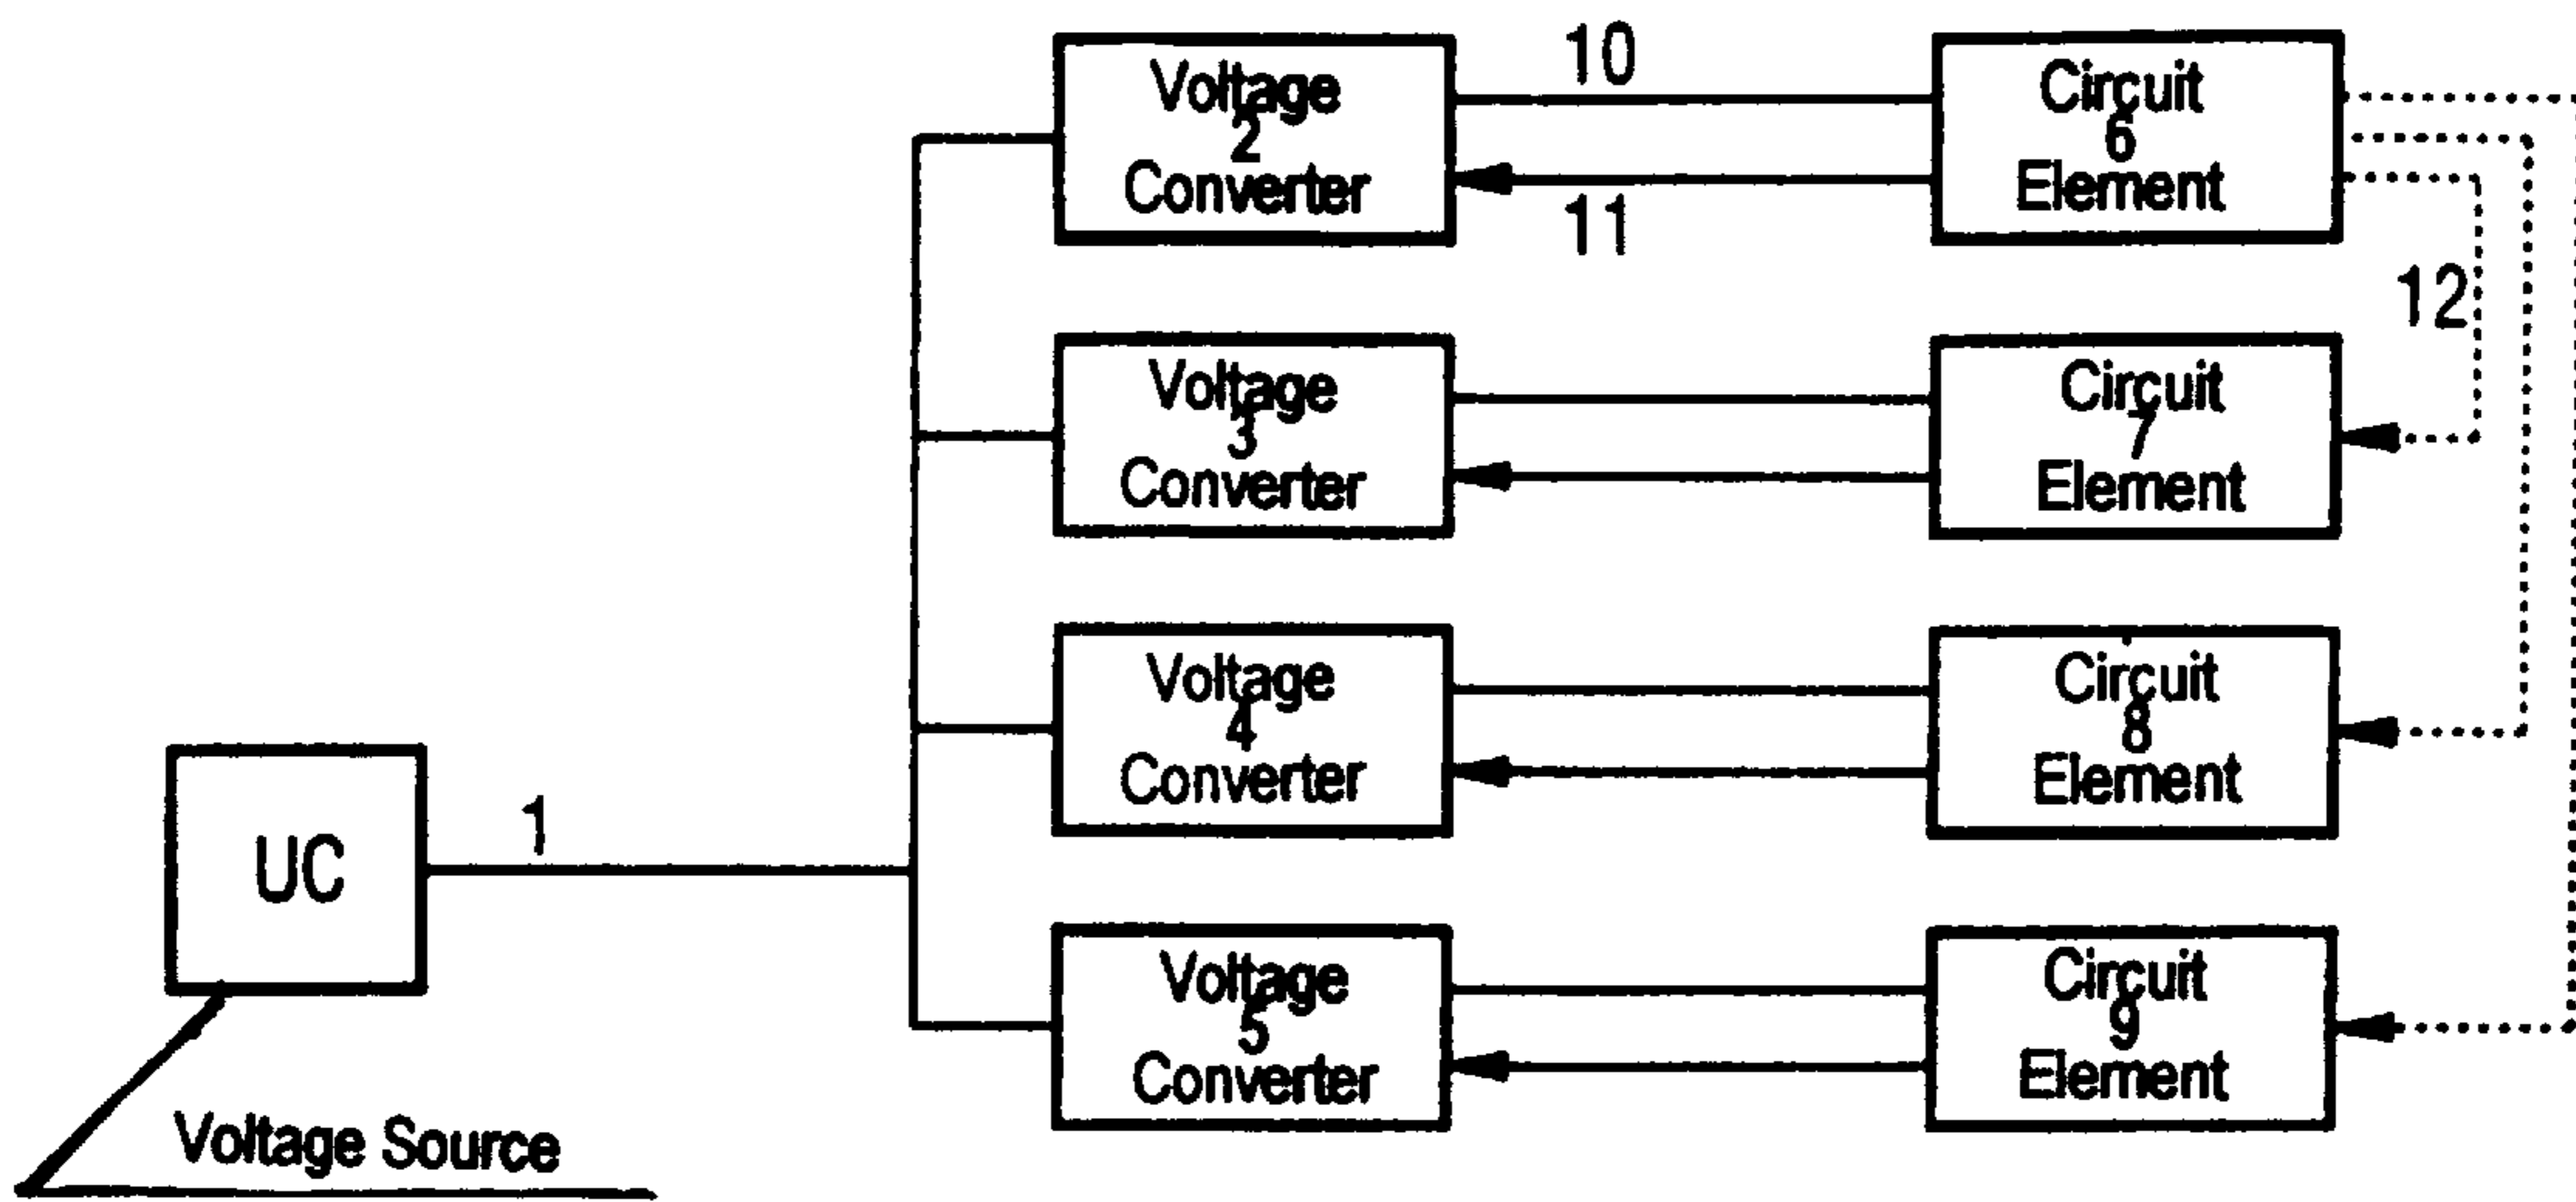 Voltage
2
Converter
10
11
Circuit
6
Element
12
Voltage
3
Converter
Circuit
7
Element
Voltage
4
Converter
Circuit
8
Element
UC
1
Voltage
5
Converter
Circuit
9
Element
Voltage Source